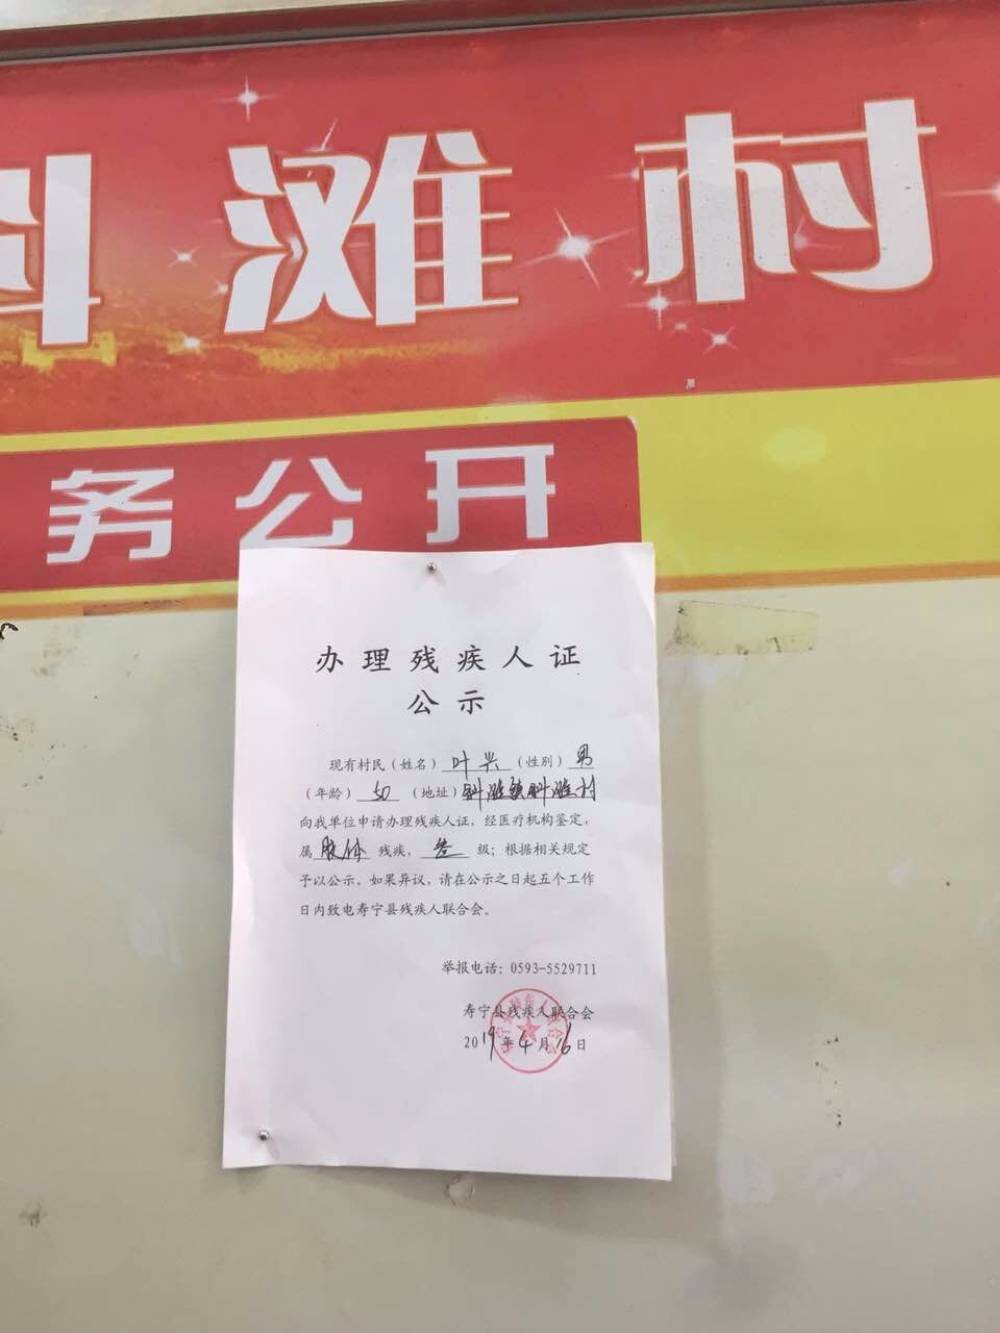 斜滩村
务公开
办理残疾人证
公示
现有村民（姓名）叶兴（性别）男
（年龄）50（地址）斜滩镇斜滩村
向我单位申请办理残疾人证，经医疗机构鉴定，
属肢体残疾，级；根据相关规定
予以公示，如果异议，请在公示之日起五个工作
日内致电寿宁县残疾人联合会。
举报电话：0593-5529711
寿宁县残疾人联合会
2019年4月16日